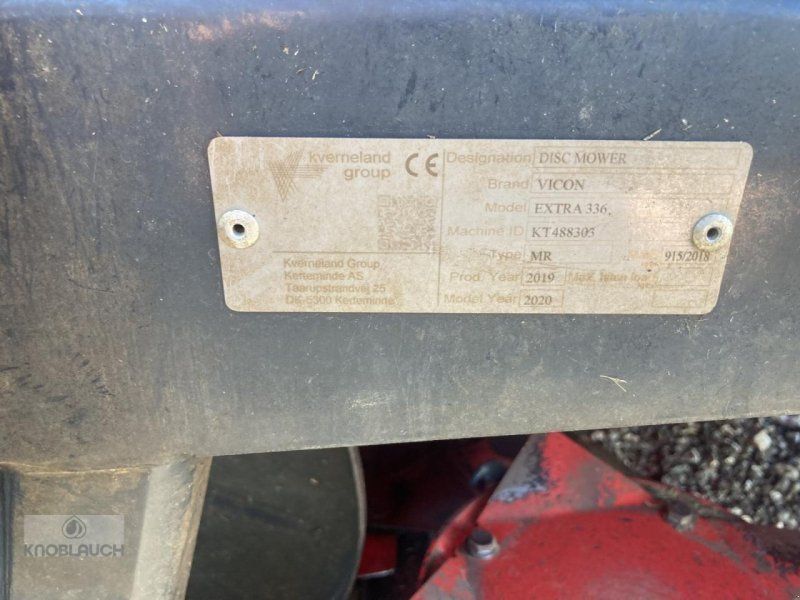 kverneland
group
CE
Designation DISC MOWER
Brand VICON
Model EXTRA 336
Machine ID KT488303
Type MR 915/2018
Prod. Year 2019
Model Year 2020
Kverneland Group
Kerteminde AS
Taarupstrandvej 25
DK-5300 Kerteminde
KNOBLAUCH